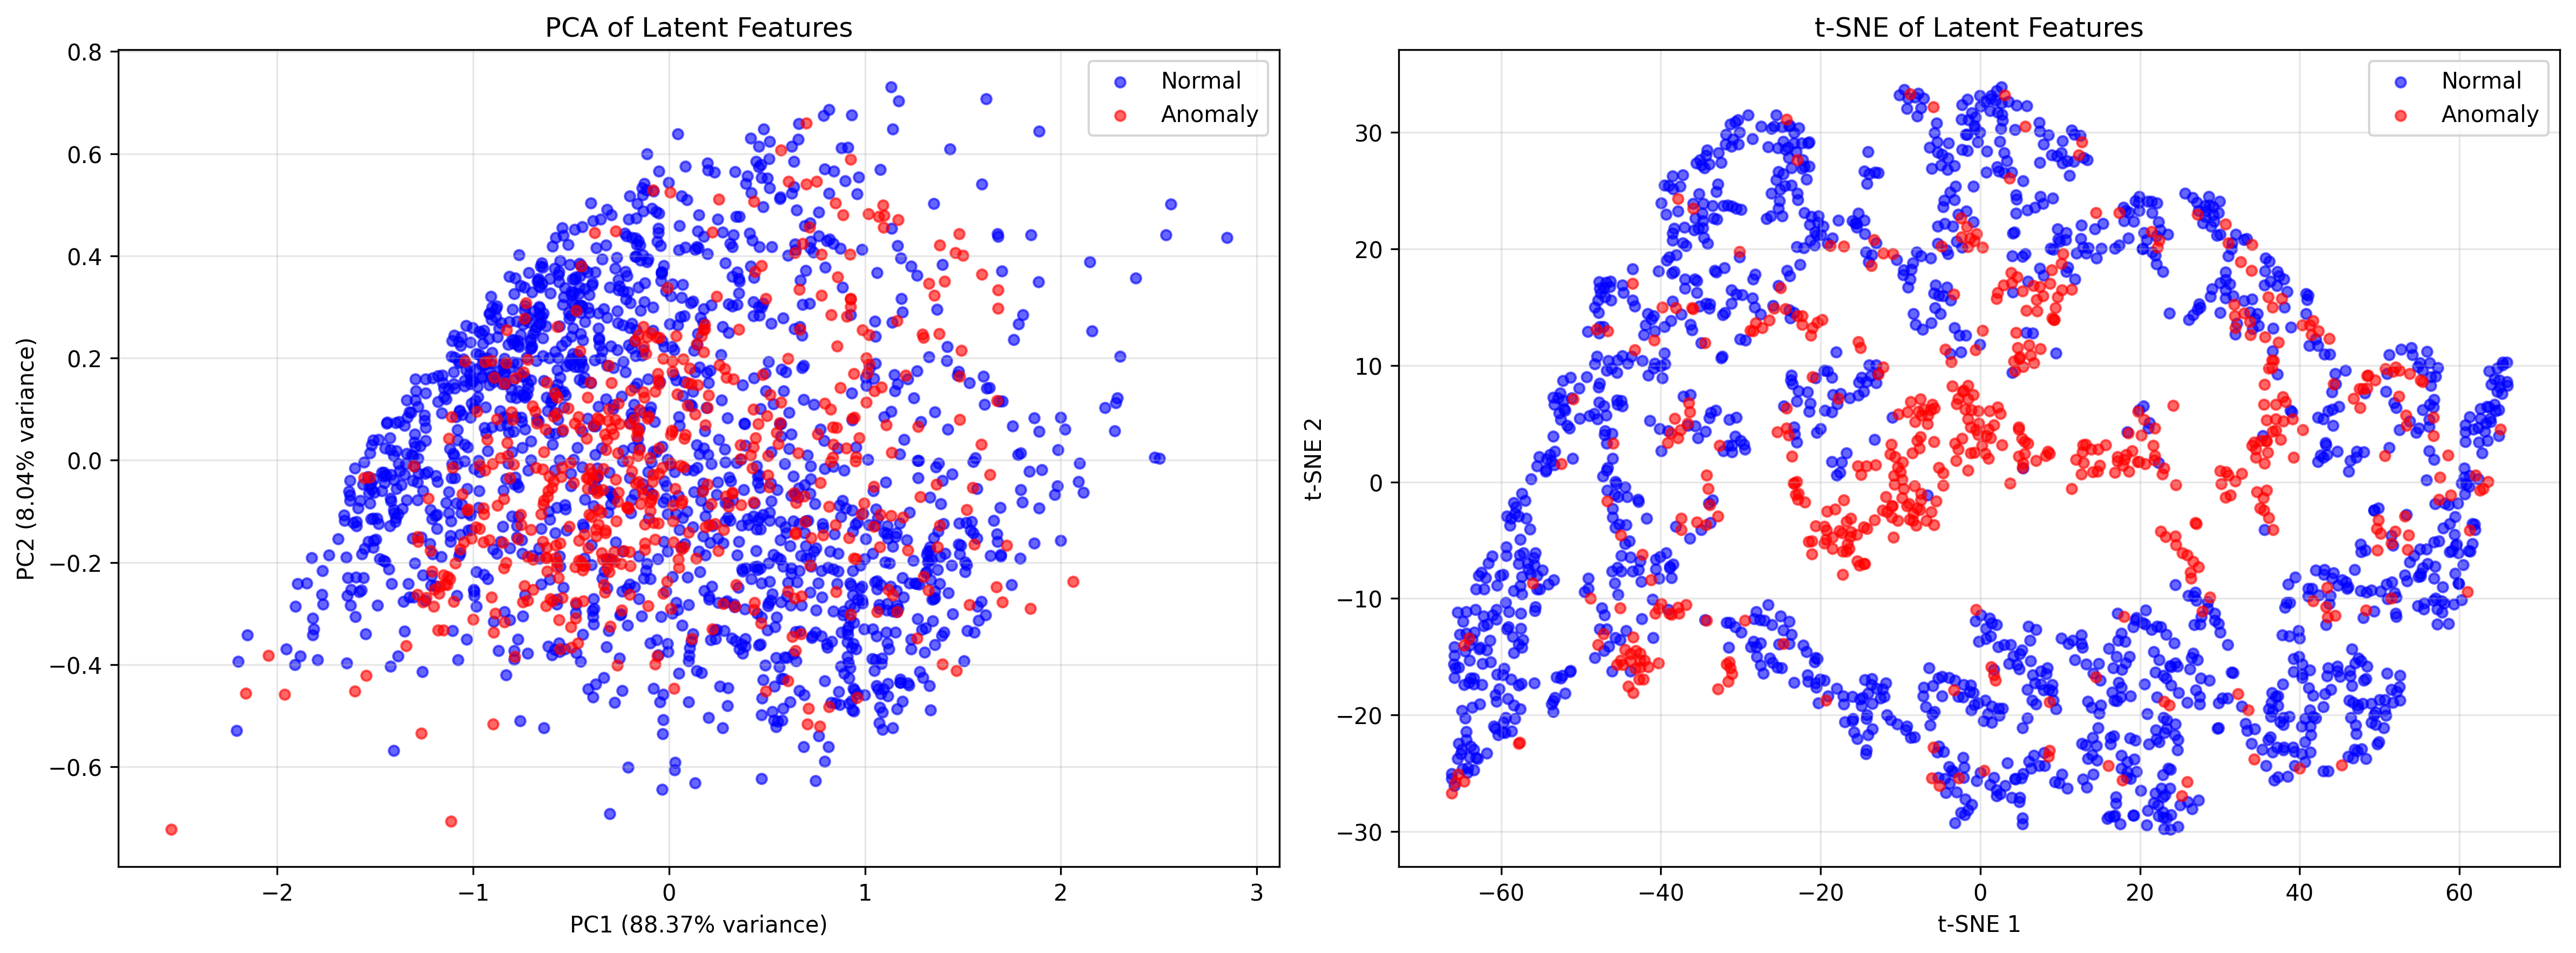 PCA of Latent Features
Normal
Anomaly
PC2 (8.04% variance)
0.8
0.6
0.4
0.2
0.0
−0.2
−0.4
−0.6
−2
−1
0
1
2
3
PC1 (88.37% variance)
t-SNE of Latent Features
Normal
Anomaly
t-SNE 2
30
20
10
0
−10
−20
−30
−60
−40
−20
0
20
40
60
t-SNE 1